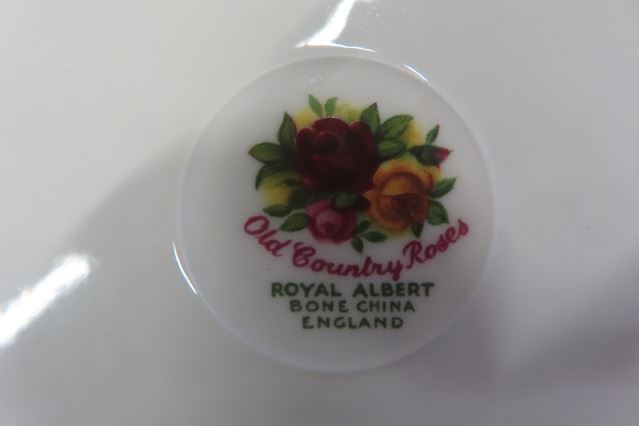 Old Country Roses
ROYAL ALBERT
BONE CHINA
ENGLAND